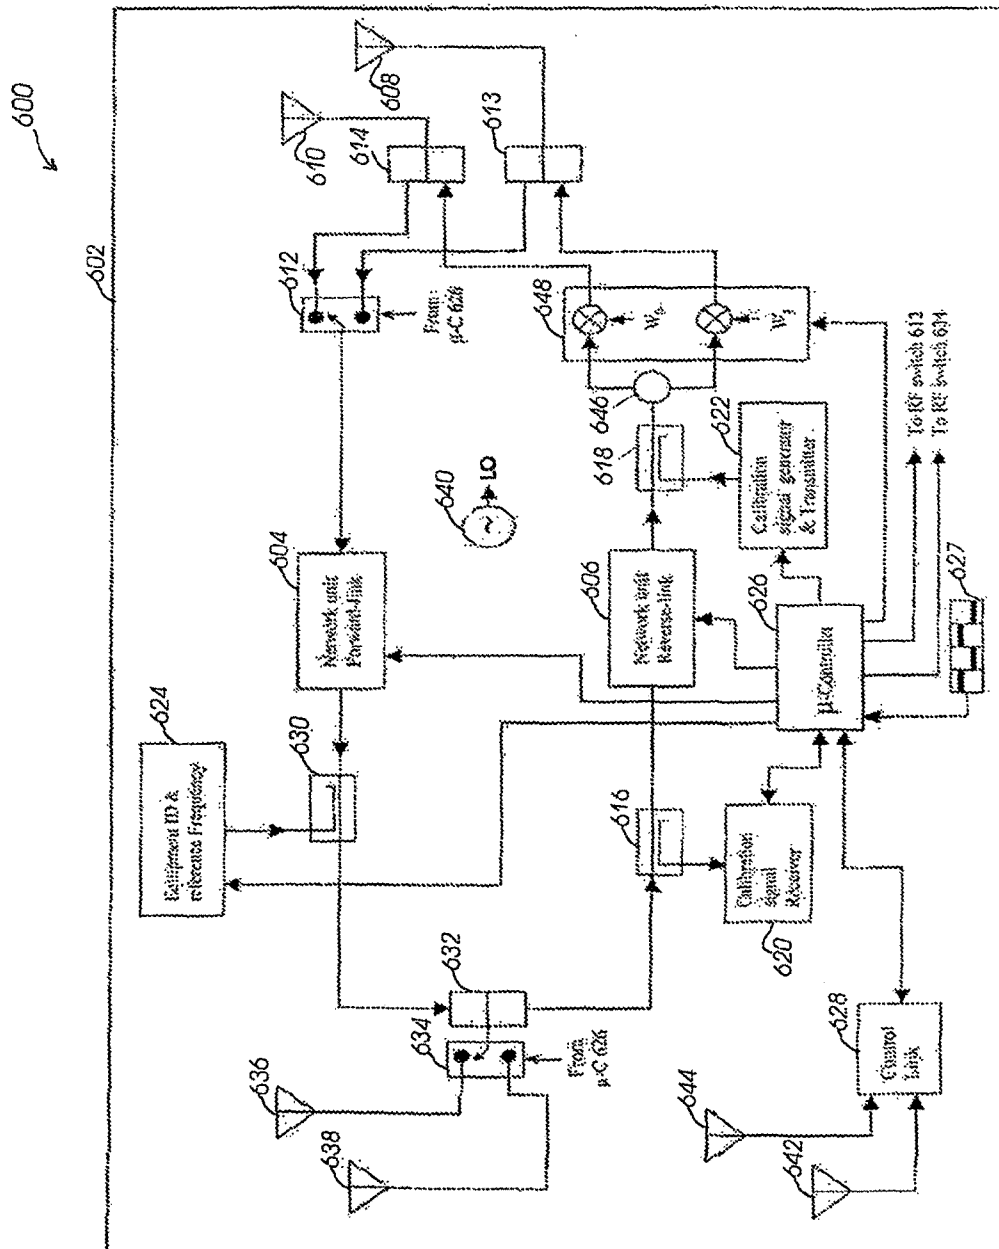 600
602
608
610
614
613
612
From
μ-C 626
648
W₁
646
618
622
Calibration
signal generator
& Transmitter
To RF switch 612
To RF switch 634
640
LO
604
Network unit
Forward-link
606
Network unit
Reverse-link
626
μ-Controller
627
624
Equipment ID &
reference Frequency
630
616
Calibration
signal
Receiver
620
632
634
From
μ-C 626
636
638
628
Control
Link
644
642